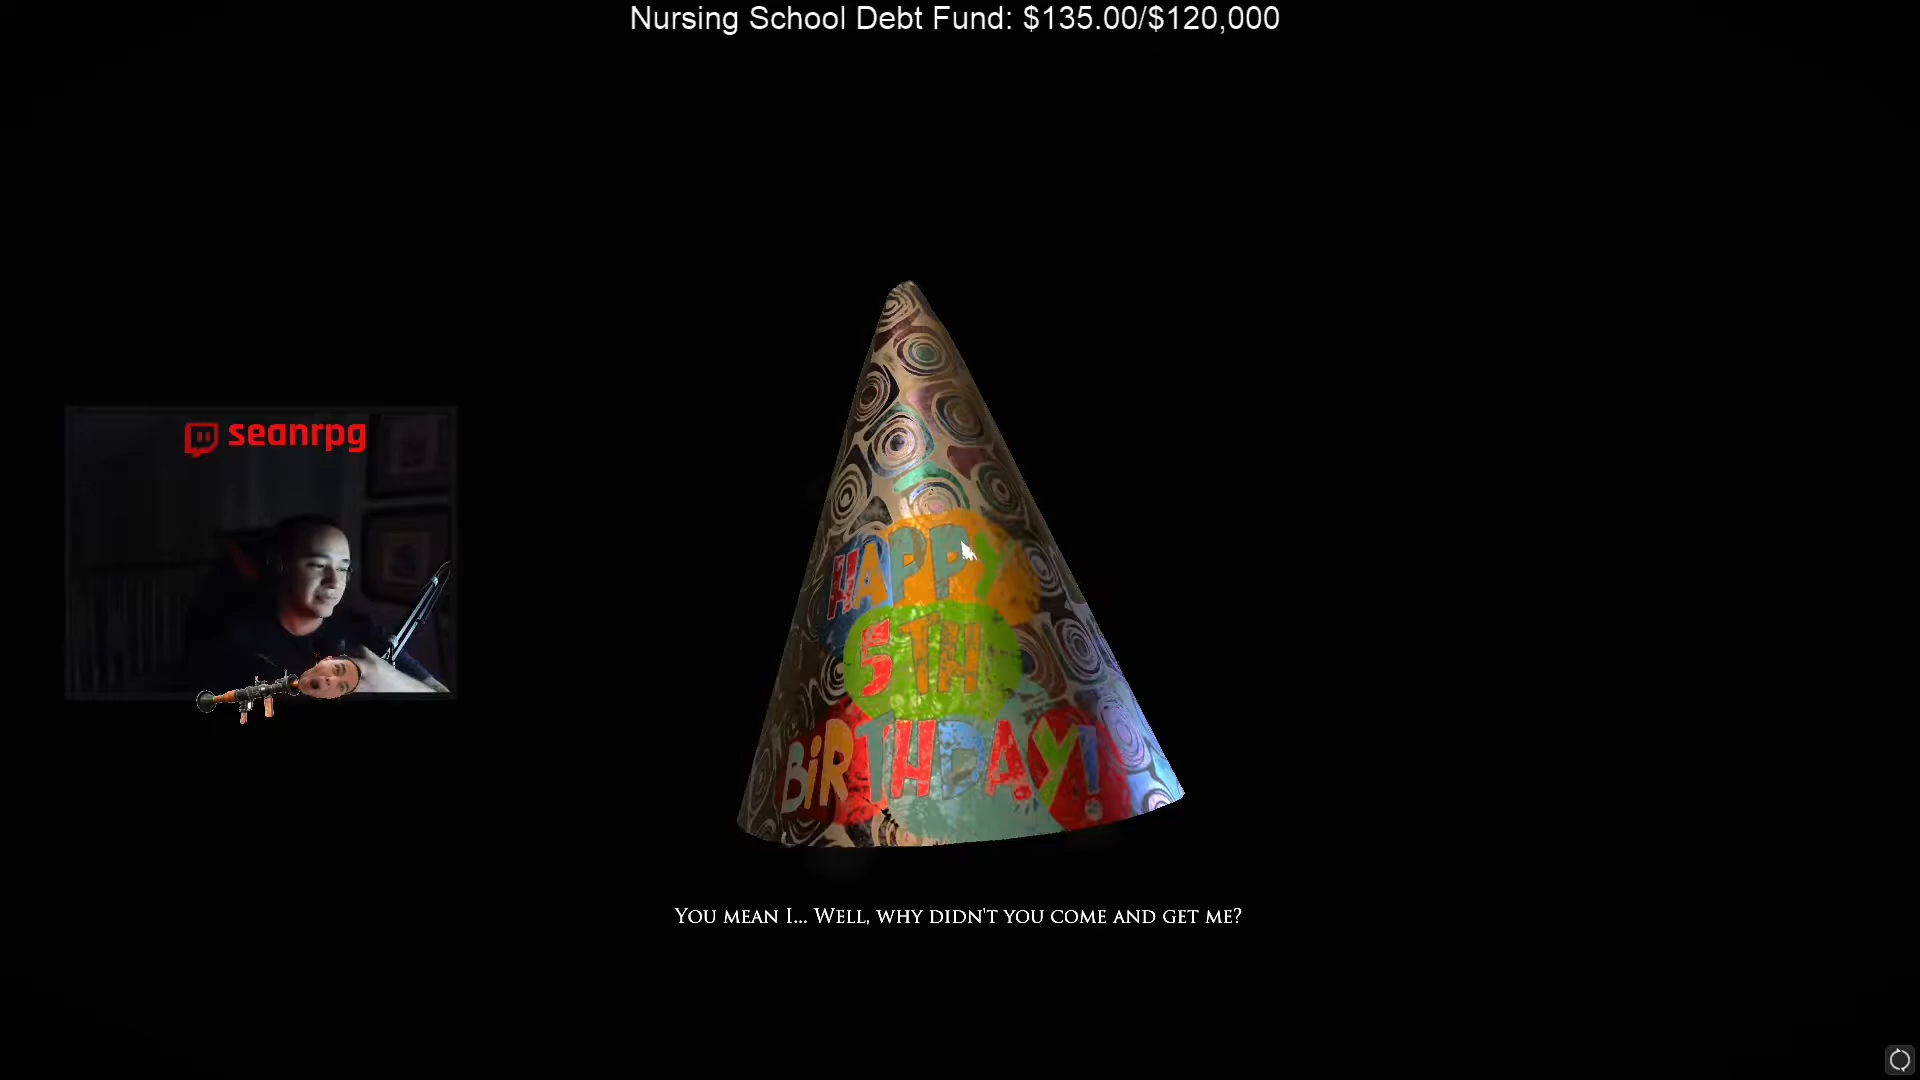 Nursing School Debt Fund: $135.00/$120,000
seanrpg
HAPPY
5TH
BiRTHDAY!
You mean I... Well, why didn't you come and get me?